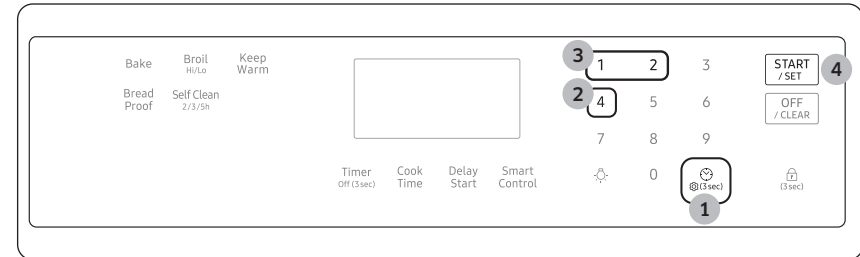 Bake
Broil
Hi/Lo
Keep
Warm
Bread
Proof
Self Clean
2/3/5h
Timer
Off (3 sec)
Cook
Time
Delay
Start
Smart
Control
3
1 2 3
2
4 5 6
7 8 9
0
(3 sec)
1
START
/ SET
4
OFF
/ CLEAR
(3 sec)